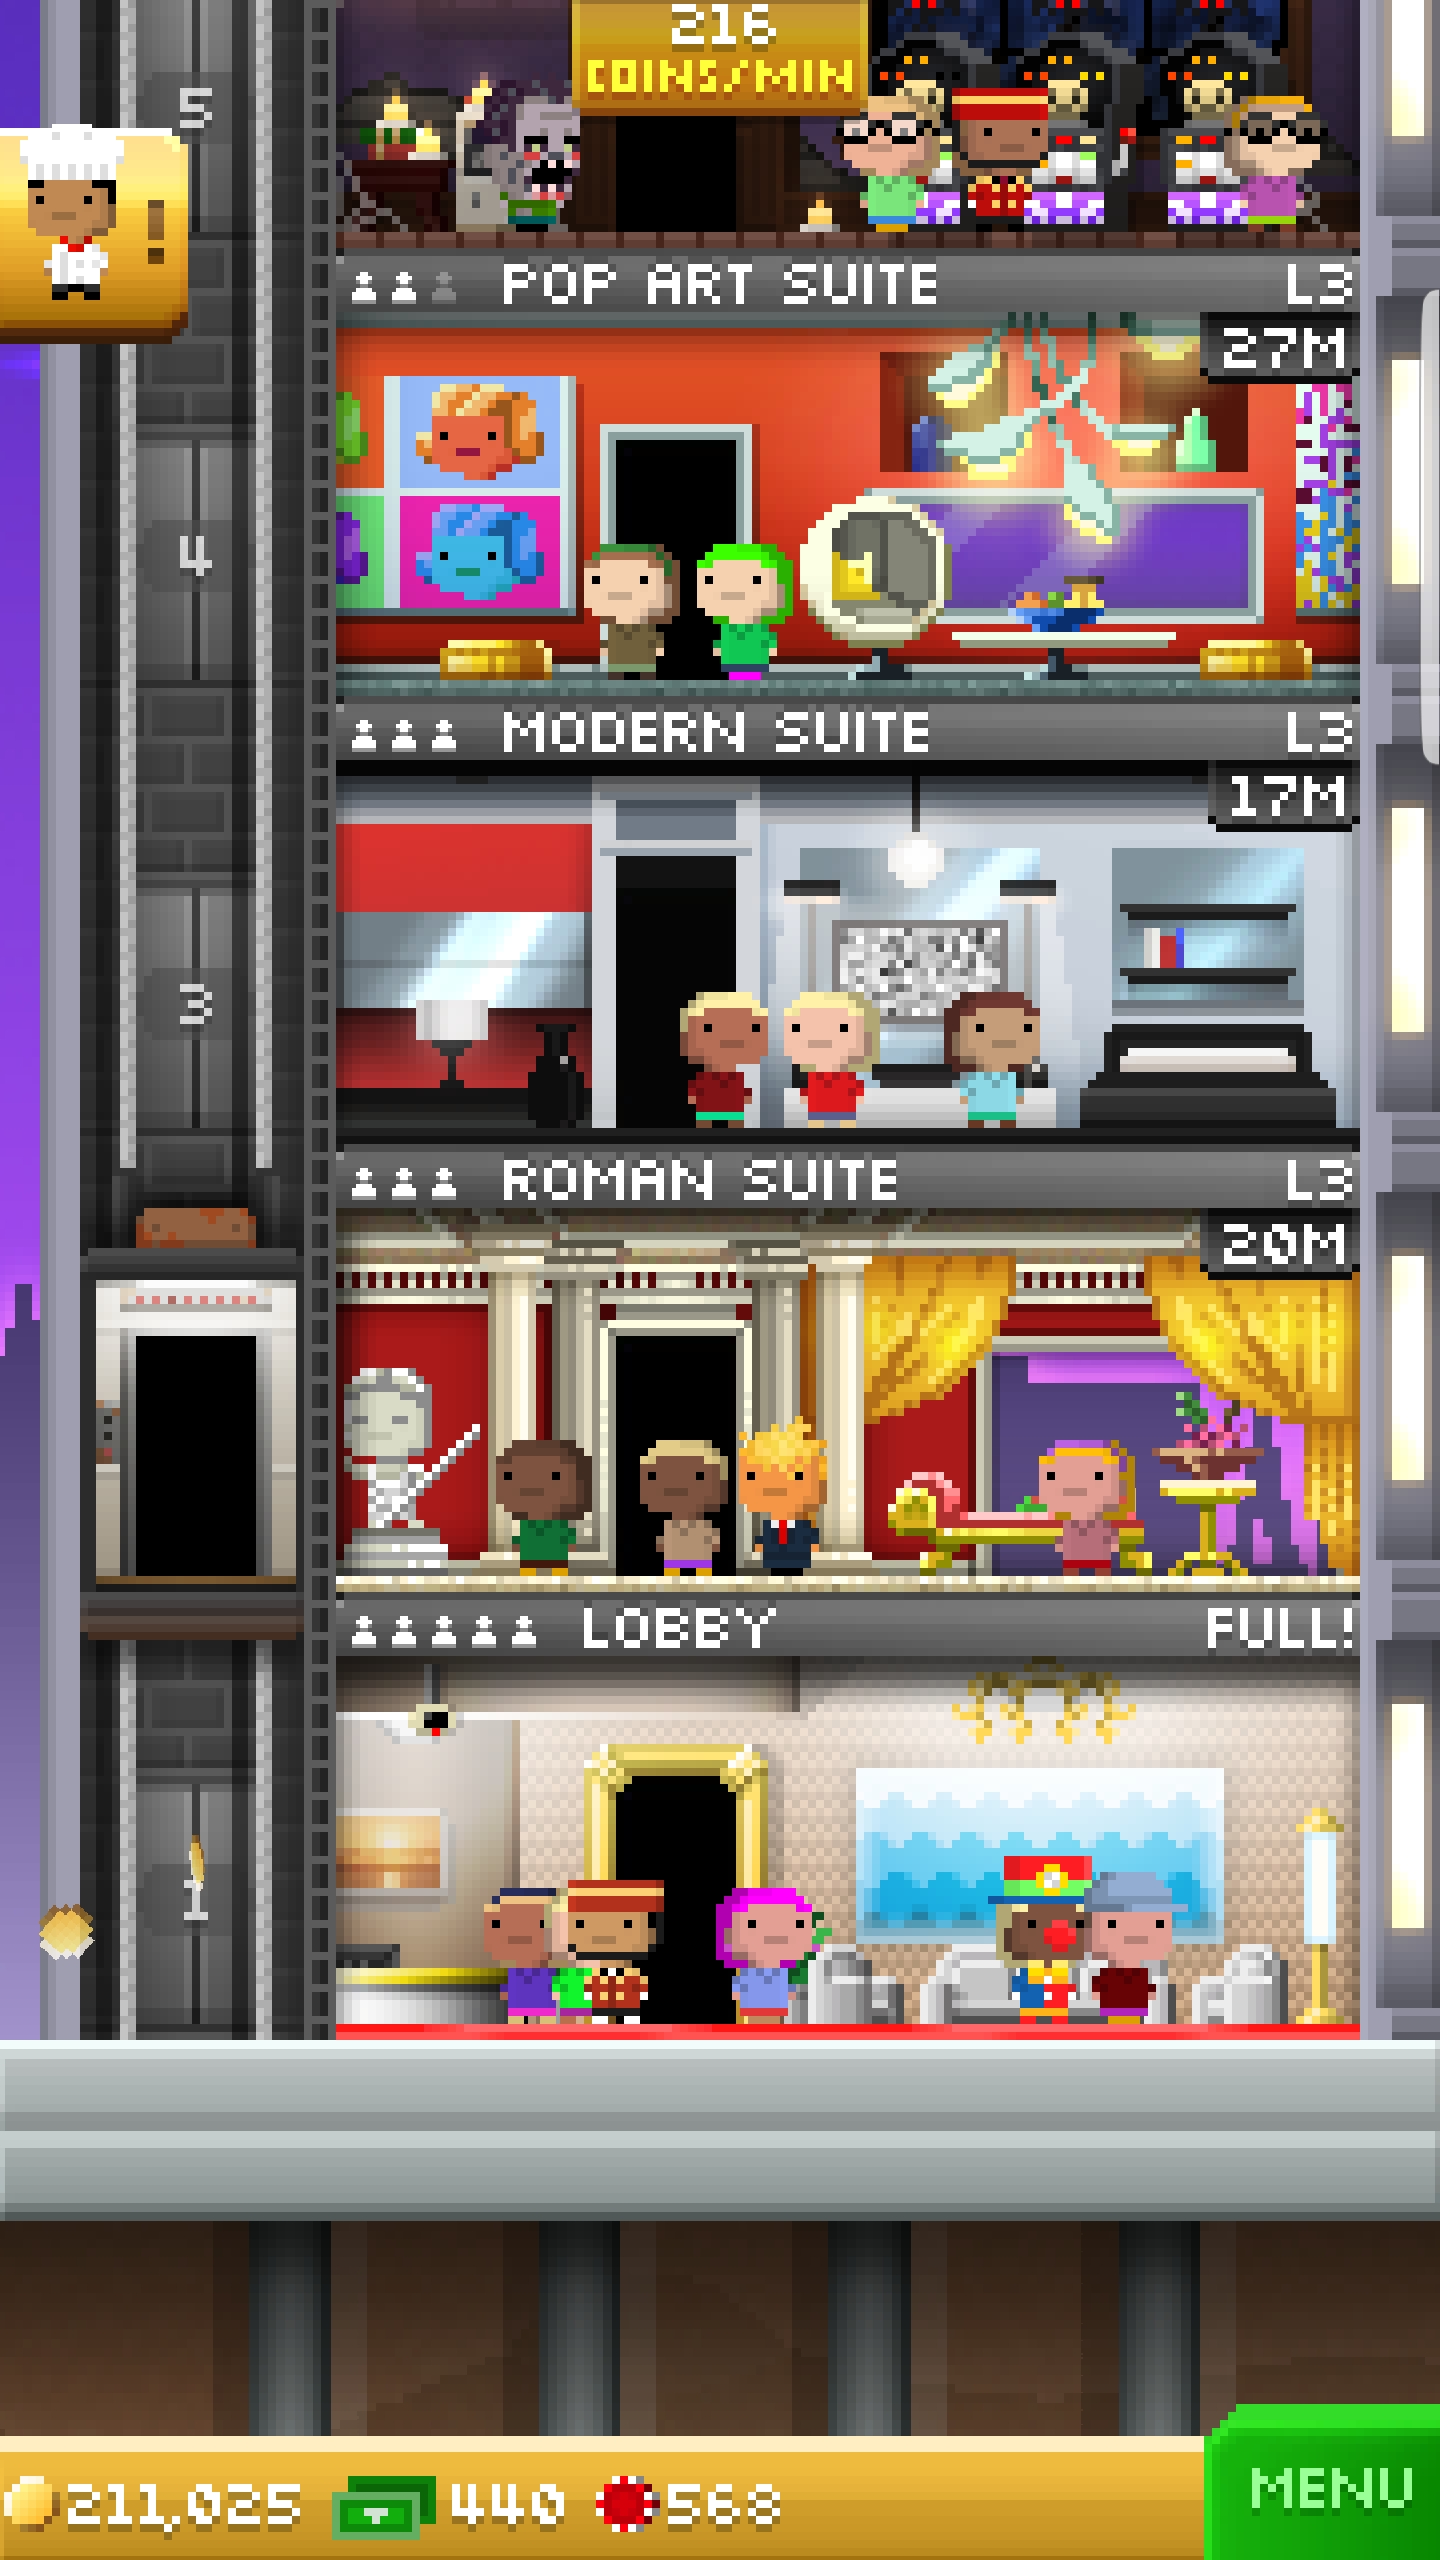 216
COINS/MIN
5
!
POP ART SUITE L3
27M
4
MODERN SUITE L3
17M
3
ROMAN SUITE L3
20M
LOBBY FULL!
1
211,025 440 568
MENU